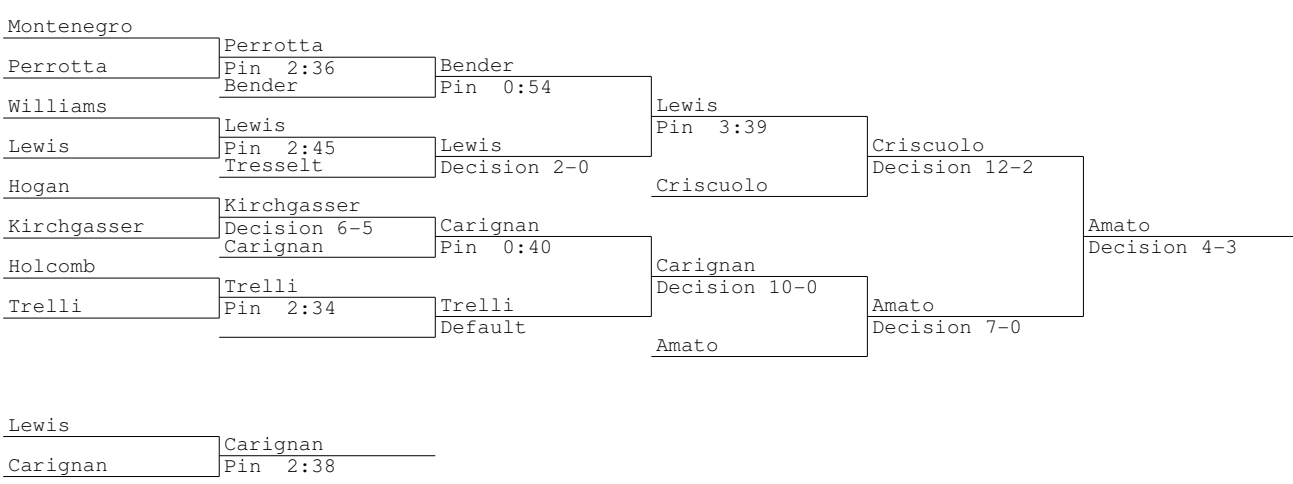 Montenegro
Perrotta
Perrotta
Pin 2:36
Bender
Bender
Pin 0:54
Williams
Lewis
Lewis
Pin 3:39
Lewis
Pin 2:45
Tresselt
Lewis
Decision 2-0
Criscuolo
Decision 12-2
Hogan
Criscuolo
Kirchgasser
Kirchgasser
Decision 6-5
Carignan
Carignan
Pin 0:40
Amato
Decision 4-3
Holcomb
Carignan
Decision 10-0
Trelli
Trelli
Pin 2:34
Trelli
Default
Amato
Decision 7-0
Amato
Lewis
Carignan
Carignan
Pin 2:38